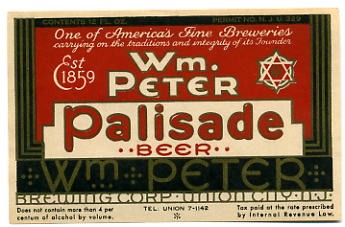 CONTENTS 12 FL. OZ. PERMIT NO. N.J. U. 329
One of America's Fine Breweries
carrying on the traditions and integrity of its Founder
Est 1859
Wm.
PETER
Palisade
BEER
Wm PETER
BREWING CORP · UNION CITY · N.J.
Does not contain more than 4 per centum of alcohol by volume.
TEL. UNION 7-1142
Tax paid at the rate prescribed by Internal Revenue Law.